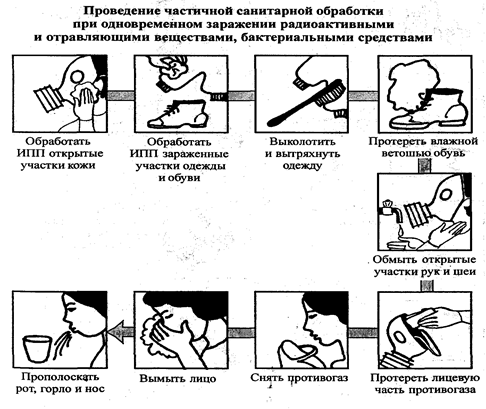 Проведение частичной санитарной обработки
при одновременном заражении радиоактивными
и отравляющими веществами, бактериальными средствами
Обработать
ИПП открытые
участки кожи
Обработать
ИПП зараженные
участки одежды
и обуви
Выколотить
и вытряхнуть
одежду
Протереть влажной
ветошью обувь
Обмыть открытые
участки рук и шеи
Протереть лицевую
часть противогаза
Снять противогаз
Вымыть лицо
Прополоскать
рот, горло и нос